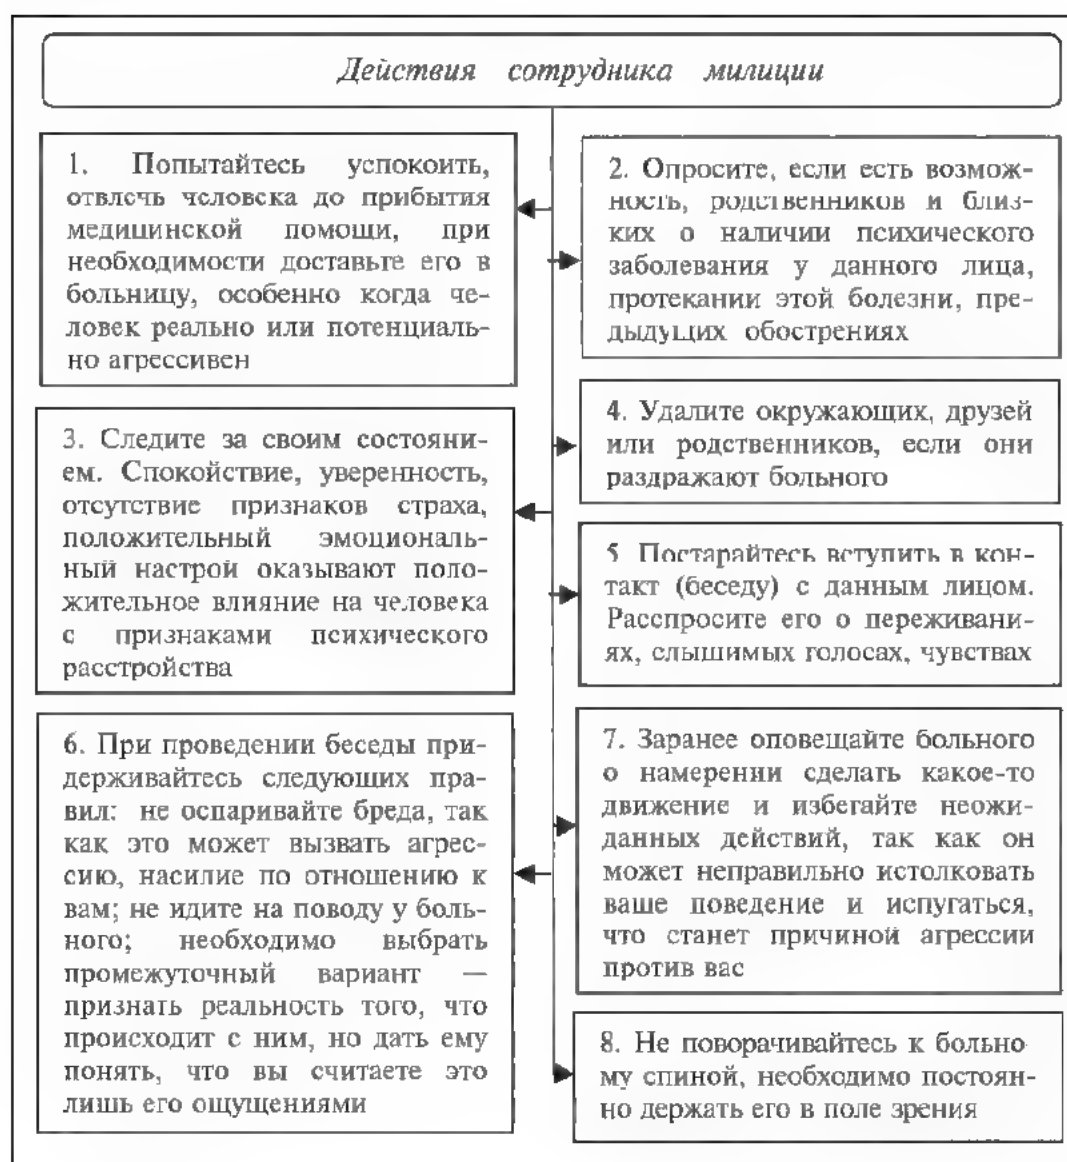 Действия сотрудника милиции
1. Попытайтесь успокоить,
отвлечь человека до прибытия
медицинской помощи, при
необходимости доставьте его в
больницу, особенно когда че-
ловек реально или потенциаль-
но агрессивен
2. Опросите, если есть возмож-
ность, родственников и близ-
ких о наличии психического
заболевания у данного лица,
протекании этой болезни, пре-
дыдущих обострениях
3. Следите за своим состояни-
ем. Спокойствие, уверенность,
отсутствие признаков страха,
положительный эмоциональ-
ный настрой оказывают поло-
жительное влияние на человека
с признаками психического
расстройства
4. Удалите окружающих, друзей
или родственников, если они
раздражают больного
5 Постарайтесь вступить в кон-
такт (беседу) с данным лицом.
Расспросите его о переживани-
ях, слышимых голосах, чувствах
6. При проведении беседы при-
держивайтесь следующих пра-
вил: не оспаривайте бреда, так
как это может вызвать агрес-
сию, насилие по отношению к
вам; не идите на поводу у боль-
ного; необходимо выбрать
промежуточный вариант —
признать реальность того, что
происходит с ним, но дать ему
понять, что вы считаете это
лишь его ощущениями
7. Заранее оповещайте больного
о намерении сделать какое-то
движение и избегайте неожи-
данных действий, так как он
может неправильно истолковать
ваше поведение и испугаться,
что станет причиной агрессии
против вас
8. Не поворачивайтесь к больно
му спиной, необходимо постоян-
но держать его в поле зрения